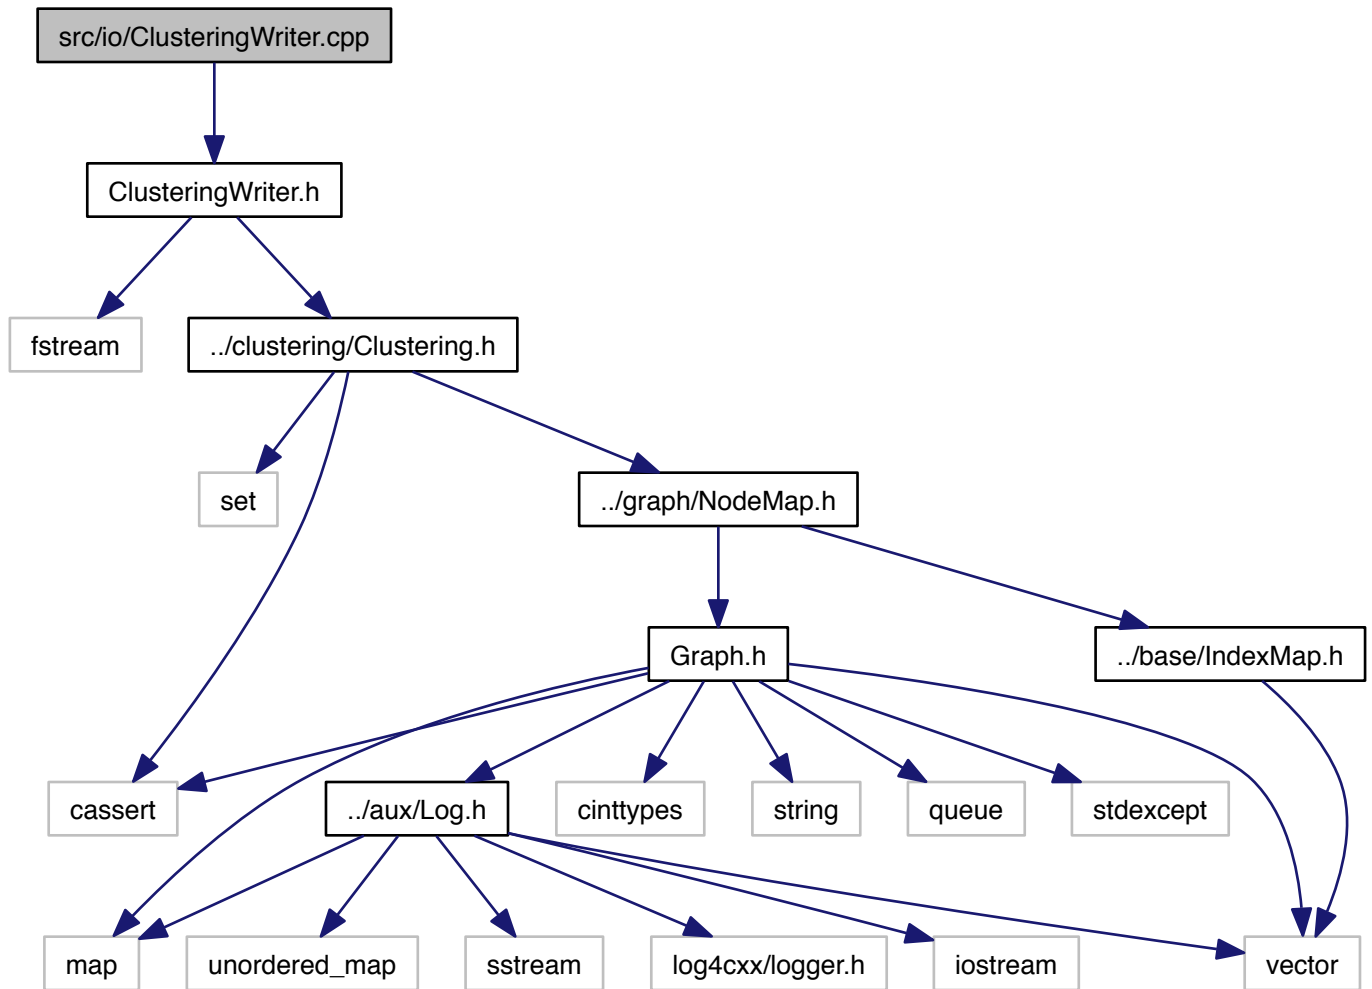 src/io/ClusteringWriter.cpp
ClusteringWriter.h
fstream
../clustering/Clustering.h
set
../graph/NodeMap.h
Graph.h
../base/IndexMap.h
cassert
../aux/Log.h
cinttypes
string
queue
stdexcept
map
unordered_map
sstream
log4cxx/logger.h
iostream
vector